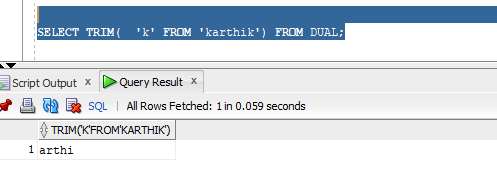 SELECT TRIM(  'k' FROM 'karthik') FROM DUAL;
Script Output x Query Result x
SQL | All Rows Fetched: 1 in 0.059 seconds
TRIM('K'FROM'KARTHIK')
1 arthi